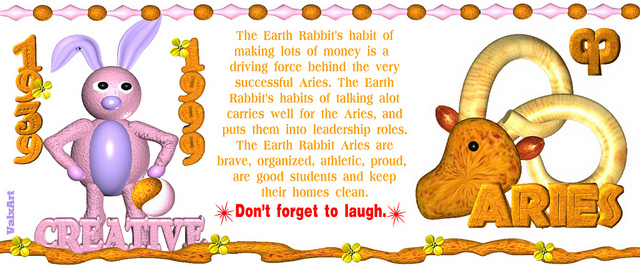 1959
1999
The Earth Rabbit's habit of
making lots of money is a
driving force behind the very
successful Aries. The Earth
Rabbit's habits of talking alot
carries well for the Aries, and
puts them into leadership roles.
The Earth Rabbit Aries are
brave, organized, athletic, proud,
are good students and keep
their homes clean.
Don't forget to laugh.
ValxArt
CREATIVE
ARIES